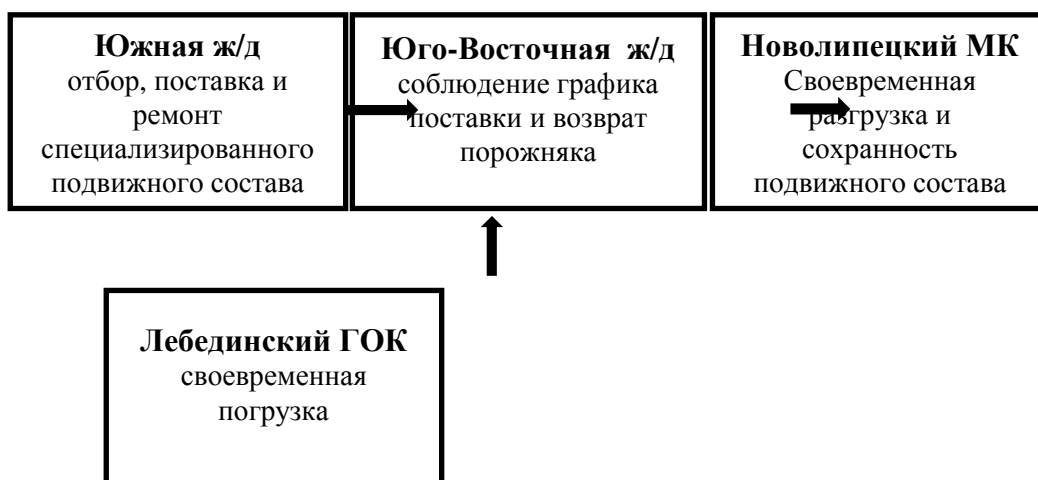 Южная ж/д
отбор, поставка и
ремонт
специализированного
подвижного состава
Юго-Восточная ж/д
соблюдение графика
поставки и возврат
порожняка
Новолипецкий МК
Своевременная
разгрузка и
сохранность
подвижного состава
Лебединский ГОК
своевременная
погрузка